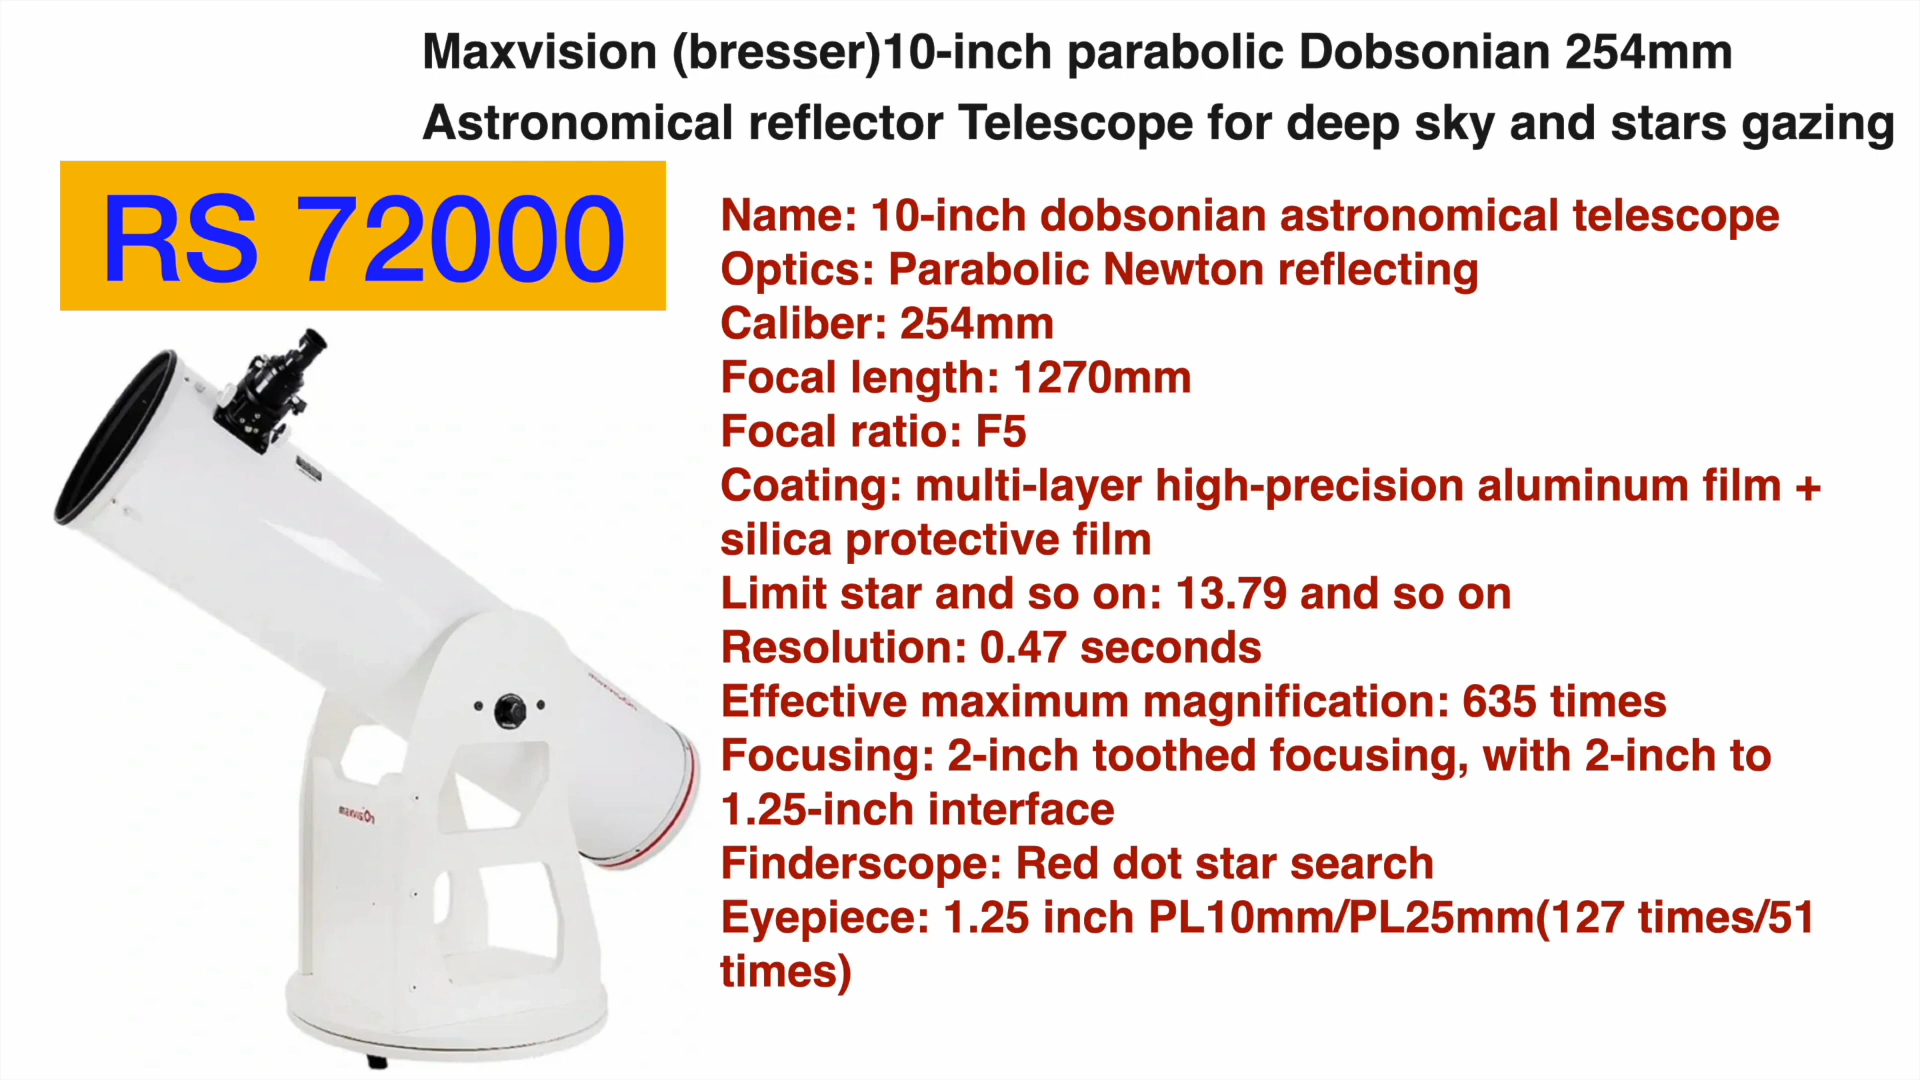 Maxvision (bresser)10-inch parabolic Dobsonian 254mm
Astronomical reflector Telescope for deep sky and stars gazing
RS 72000
Name: 10-inch dobsonian astronomical telescope
Optics: Parabolic Newton reflecting
Caliber: 254mm
Focal length: 1270mm
Focal ratio: F5
Coating: multi-layer high-precision aluminum film +
silica protective film
Limit star and so on: 13.79 and so on
Resolution: 0.47 seconds
Effective maximum magnification: 635 times
Focusing: 2-inch toothed focusing, with 2-inch to
1.25-inch interface
Finderscope: Red dot star search
Eyepiece: 1.25 inch PL10mm/PL25mm(127 times/51
times)
maxvisOn